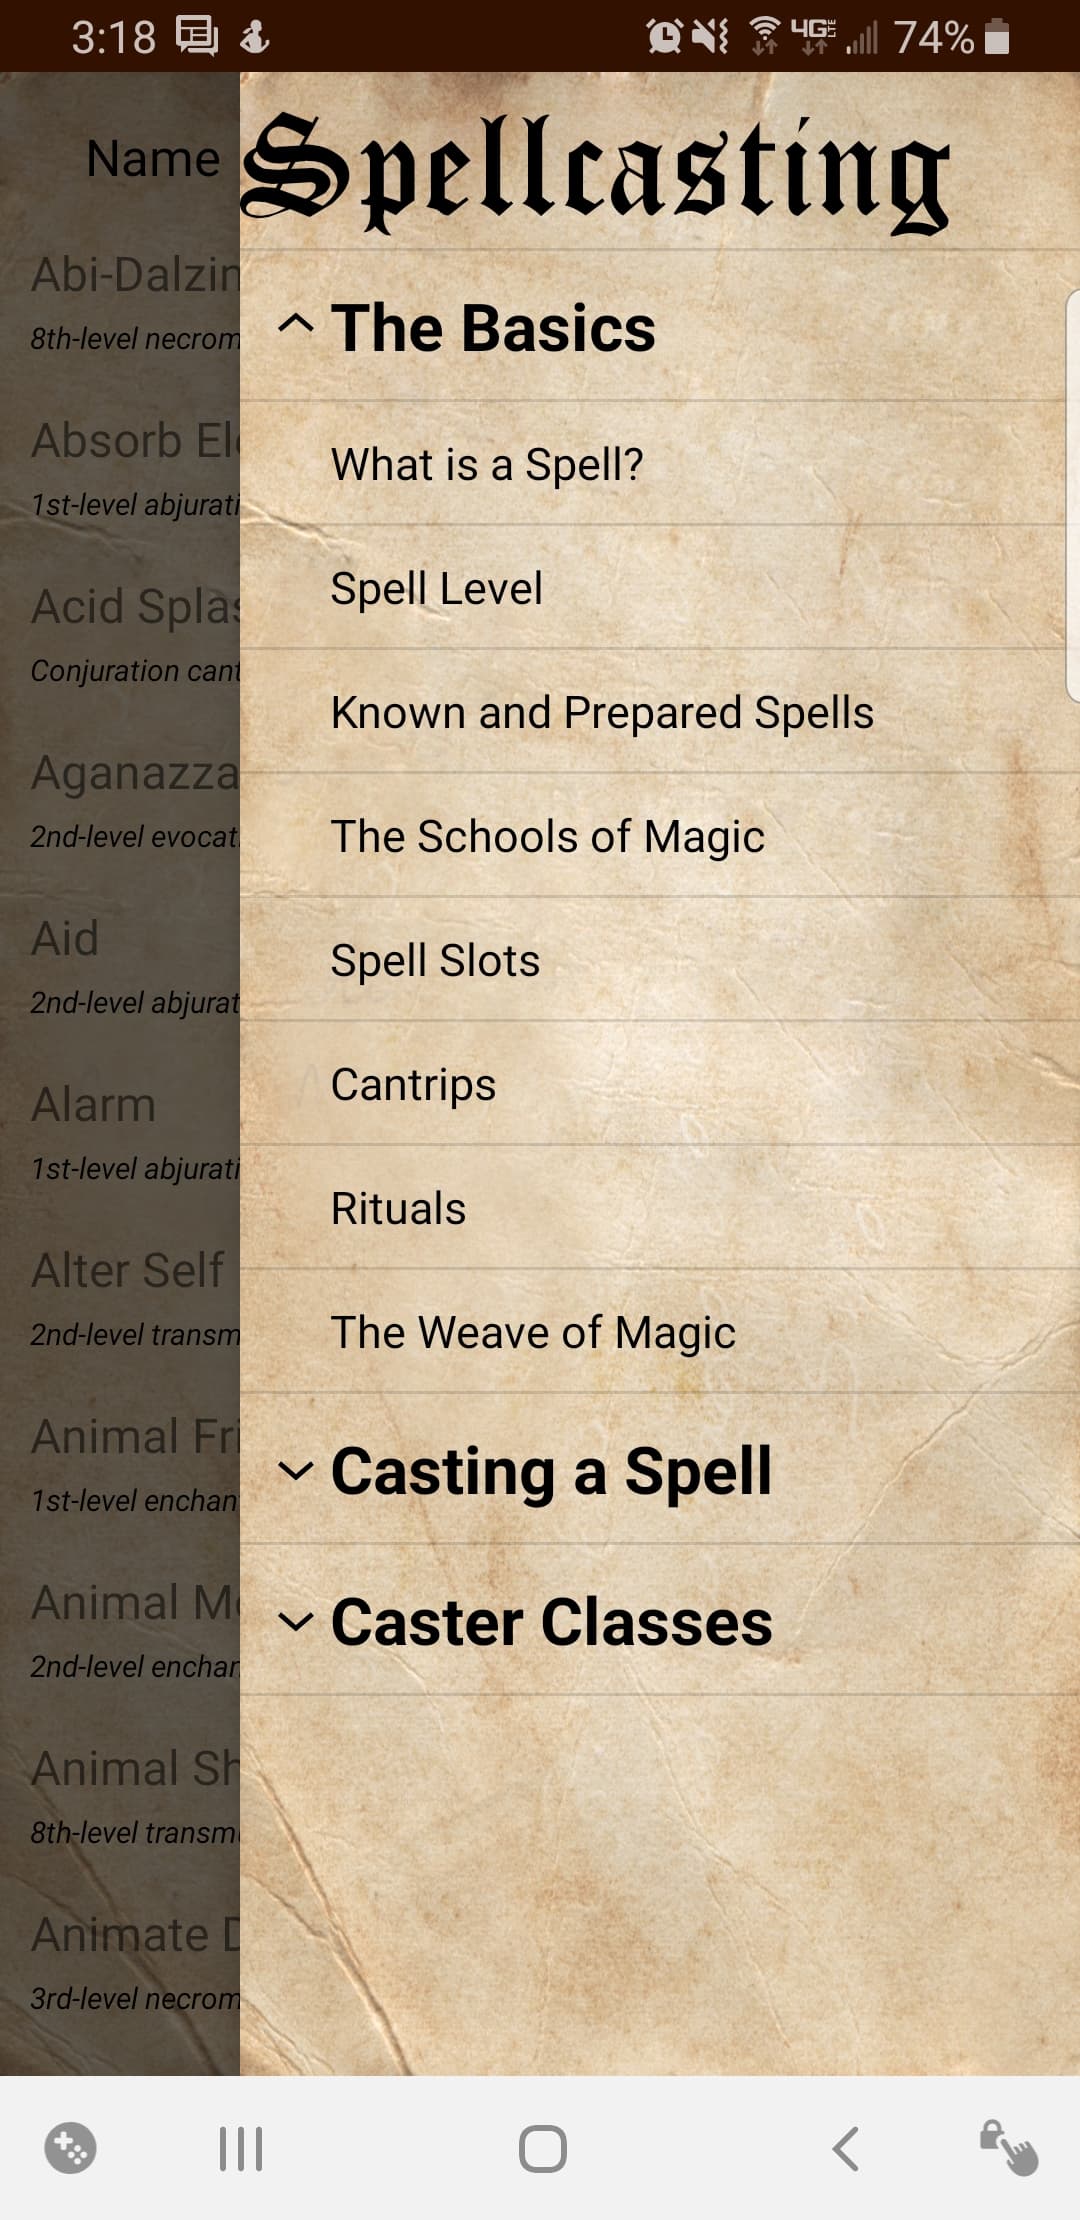 3:18
4G LTE 74%
Name
Abi-Dalzin
8th-level necrom
Absorb El
1st-level abjurati
Acid Splas
Conjuration cant
Aganazza
2nd-level evocat
Aid
2nd-level abjurat
Alarm
1st-level abjurati
Alter Self
2nd-level transm
Animal Fri
1st-level enchan
Animal M
2nd-level enchan
Animal Sh
8th-level transm
Animate D
3rd-level necrom
Spellcasting
The Basics
What is a Spell?
Spell Level
Known and Prepared Spells
The Schools of Magic
Spell Slots
Cantrips
Rituals
The Weave of Magic
Casting a Spell
Caster Classes